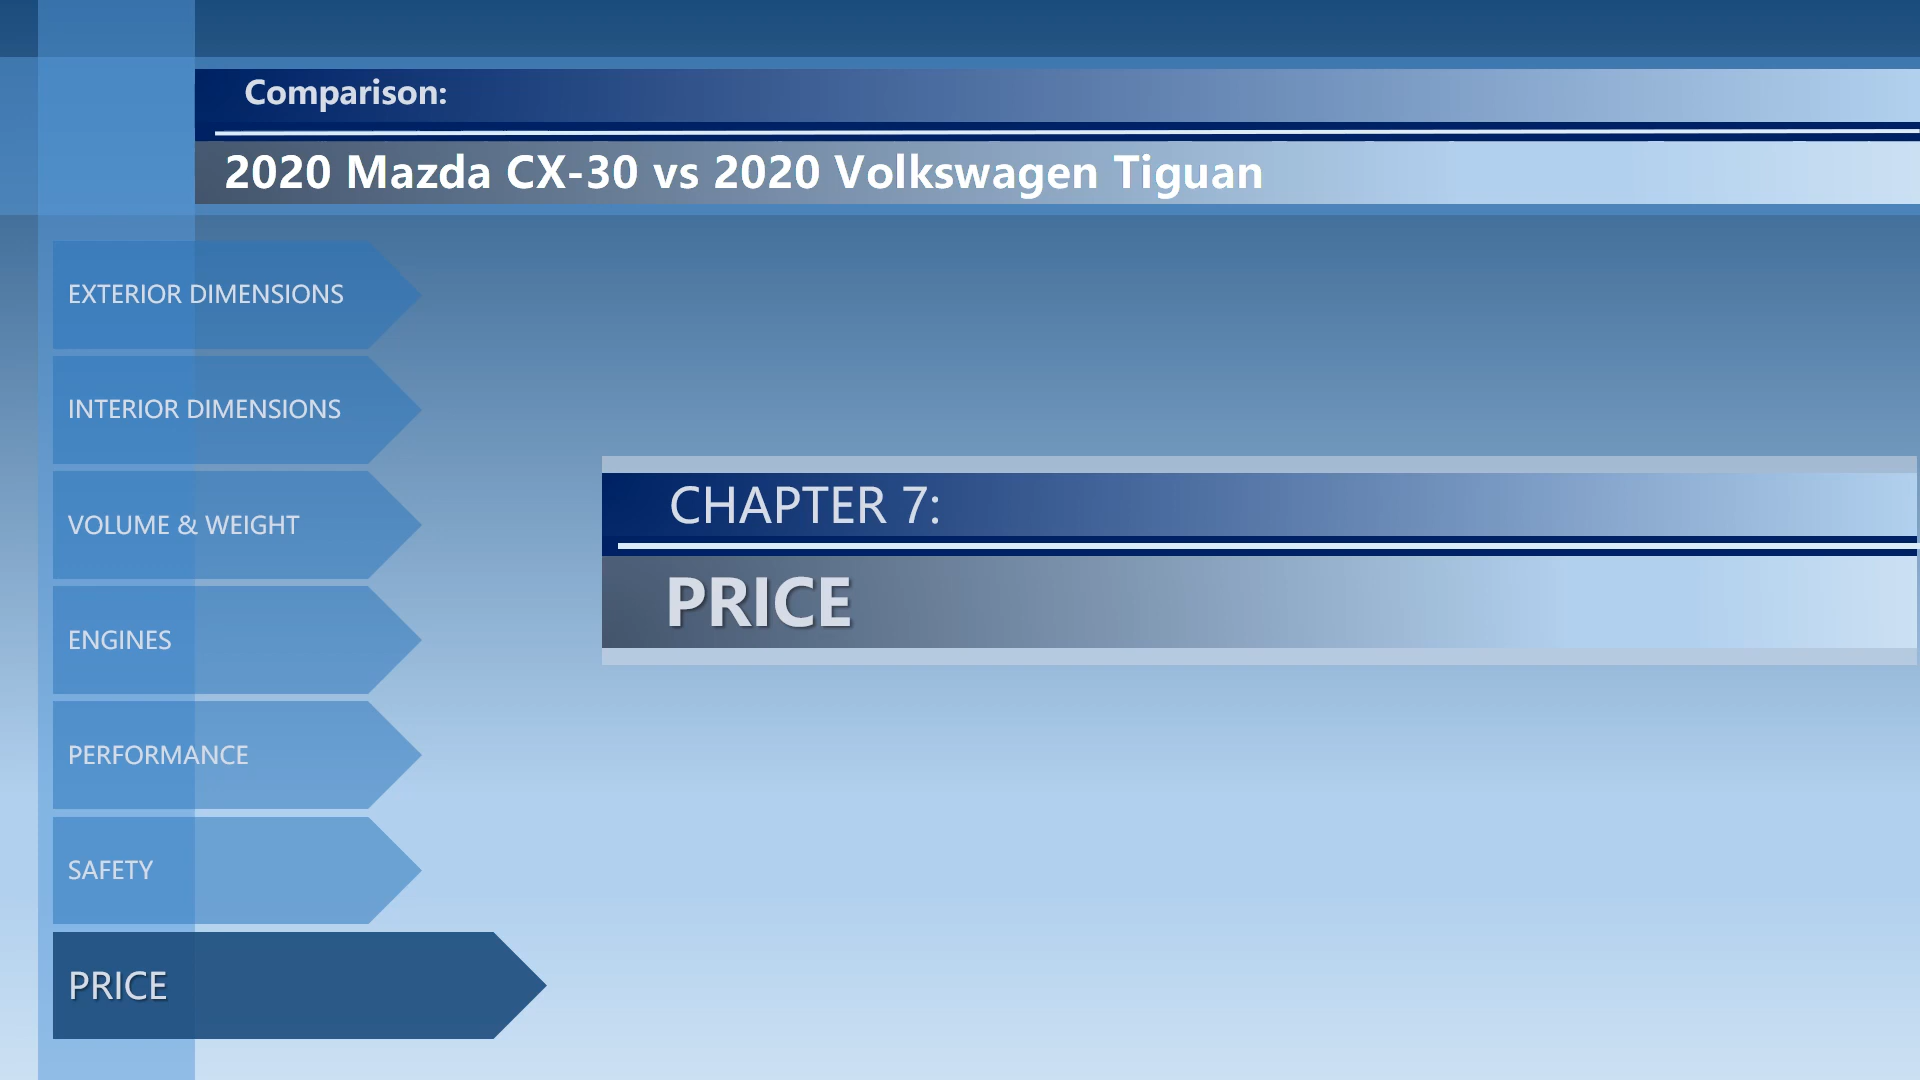 Comparison:
2020 Mazda CX-30 vs 2020 Volkswagen Tiguan
EXTERIOR DIMENSIONS
INTERIOR DIMENSIONS
VOLUME & WEIGHT
ENGINES
PERFORMANCE
SAFETY
PRICE
CHAPTER 7:
PRICE